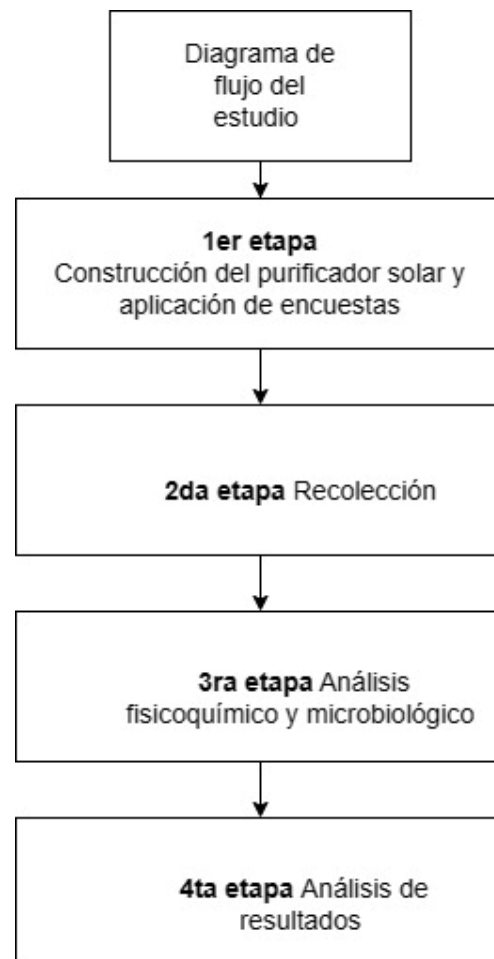 Diagrama de
flujo del
estudio
1er etapa
Construcción del purificador solar y
aplicación de encuestas
2da etapa Recolección
3ra etapa Análisis
fisicoquímico y microbiológico
4ta etapa Análisis de
resultados